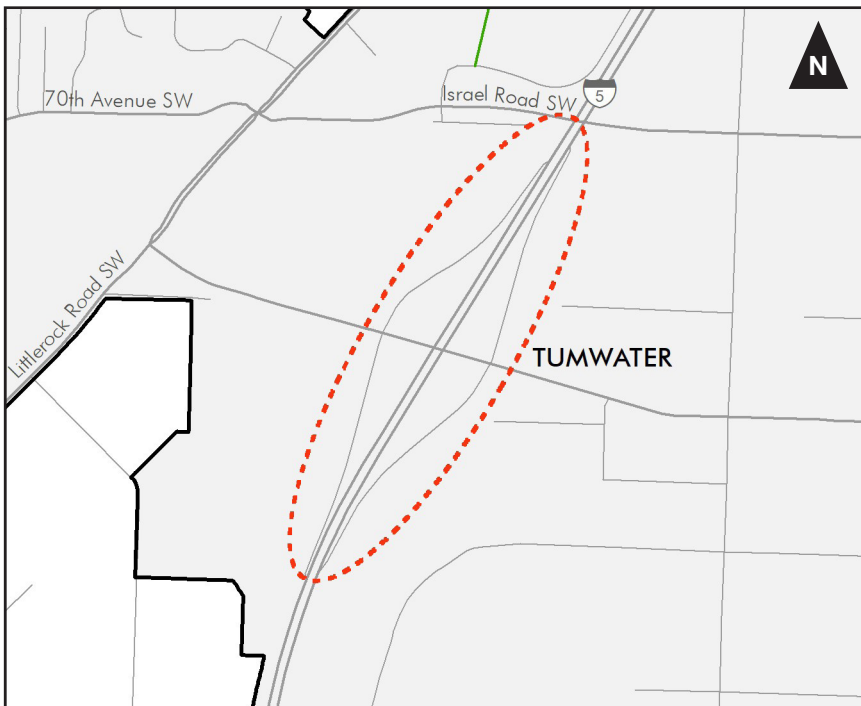 N
70th Avenue SW
Israel Road SW
5
Littlerock Road SW
TUMWATER